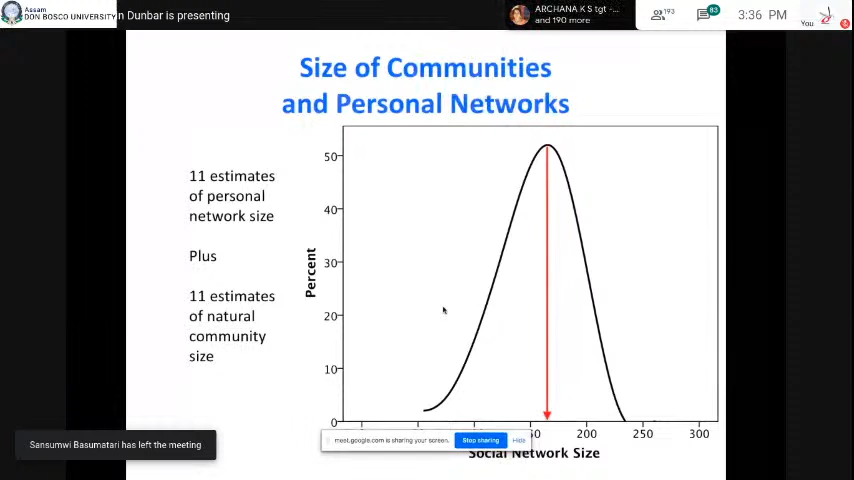 Assam
DON BOSCO UNIVERSITY
n Dunbar is presenting
ARCHANA K S tgt -...
and 190 more
193
83
3:36 PM
You
Size of Communities
and Personal Networks
11 estimates
of personal
network size
Plus
11 estimates
of natural
community
size
Percent
50
40
30
20
10
0
50 200 250 300
Social Network Size
meet.google.com is sharing your screen.
Stop sharing
Hide
Sansumwi Basumatari has left the meeting